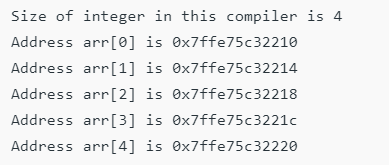 Size of integer in this compiler is 4
Address arr[0] is 0x7ffe75c32210
Address arr[1] is 0x7ffe75c32214
Address arr[2] is 0x7ffe75c32218
Address arr[3] is 0x7ffe75c3221c
Address arr[4] is 0x7ffe75c32220